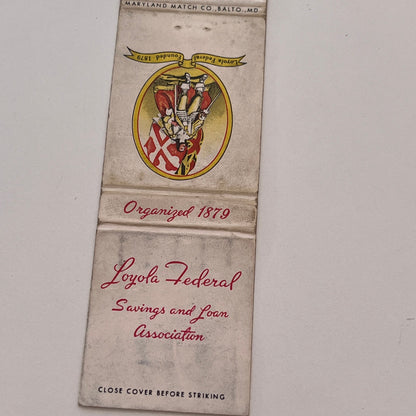 MARYLAND MATCH CO., BALTO., MD.
Loyola Federal
Founded 1879
Organized 1879
Loyola Federal
Savings and Loan
Association
CLOSE COVER BEFORE STRIKING